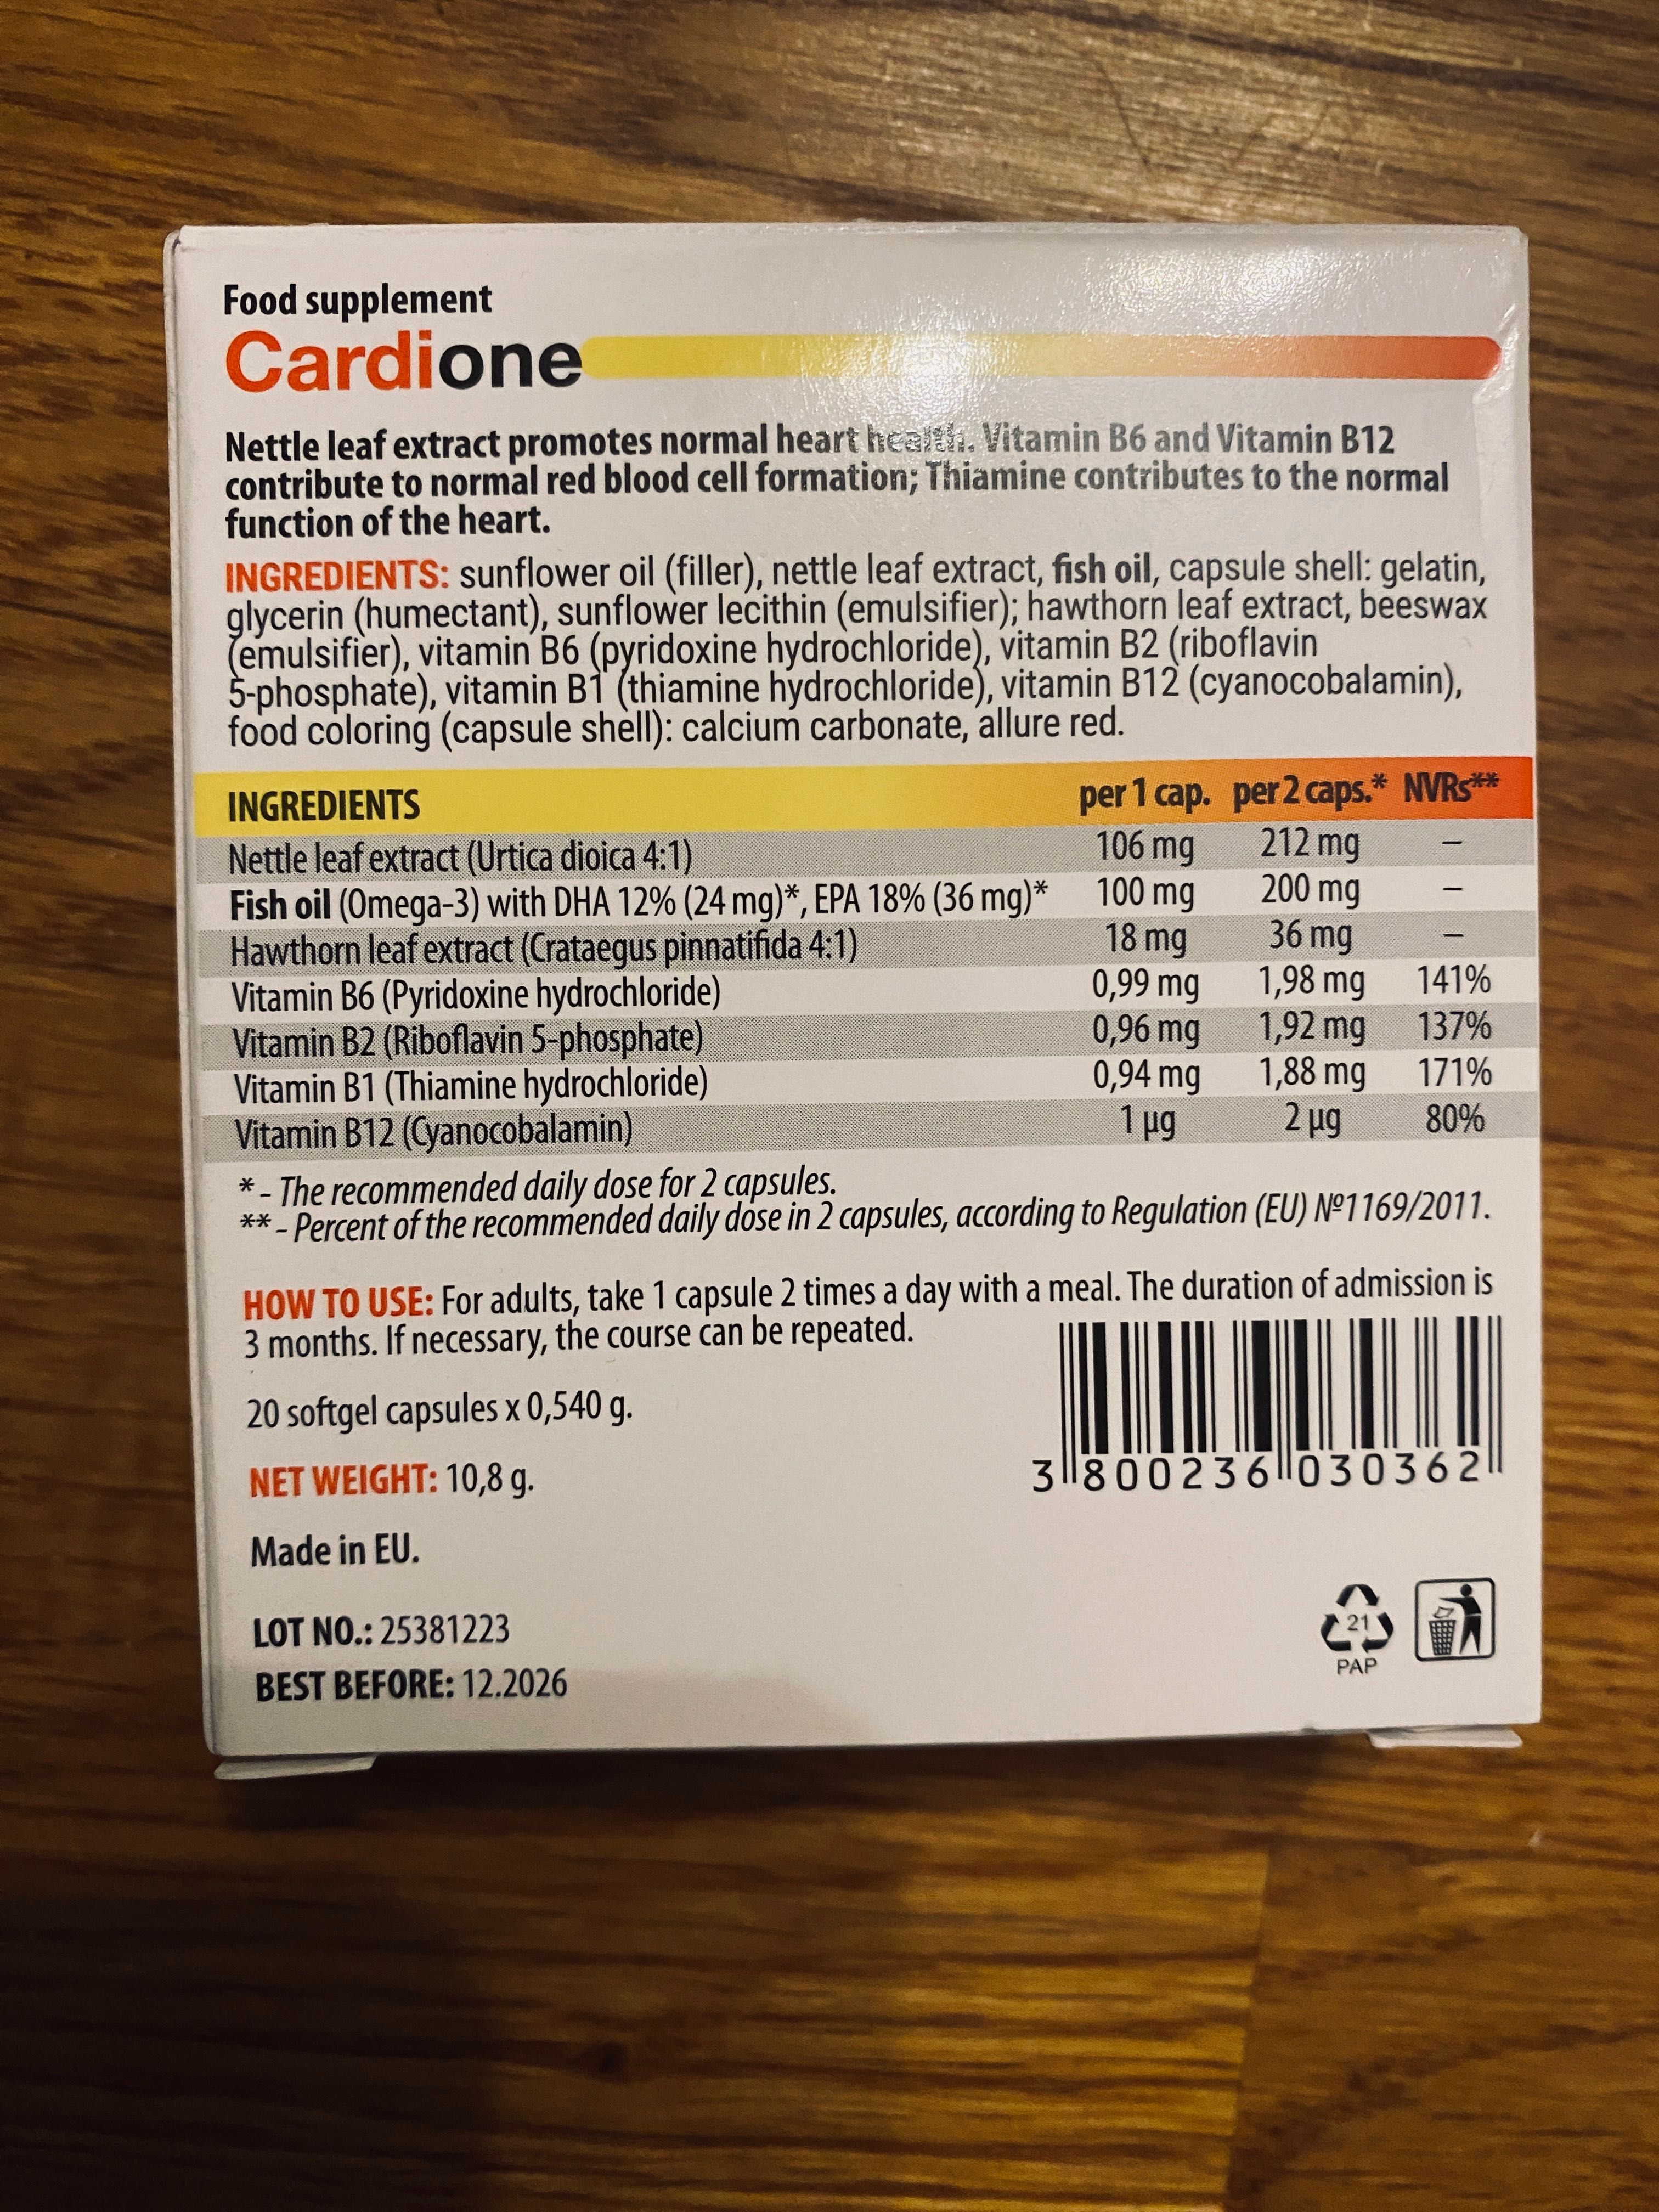 Food supplement
Cardione
Nettle leaf extract promotes normal heart health. Vitamin B6 and Vitamin B12
contribute to normal red blood cell formation; Thiamine contributes to the normal
function of the heart.
INGREDIENTS: sunflower oil (filler), nettle leaf extract, fish oil, capsule shell: gelatin,
glycerin (humectant), sunflower lecithin (emulsifier); hawthorn leaf extract, beeswax
(emulsifier), vitamin B6 (pyridoxine hydrochloride), vitamin B2 (riboflavin
5-phosphate), vitamin B1 (thiamine hydrochloride), vitamin B12 (cyanocobalamin),
food coloring (capsule shell): calcium carbonate, allure red.
INGREDIENTS per 1 cap. per 2 caps.* NVRs**
Nettle leaf extract (Urtica dioica 4:1) 106 mg 212 mg –
Fish oil (Omega-3) with DHA 12% (24 mg)*, EPA 18% (36 mg)* 100 mg 200 mg –
Hawthorn leaf extract (Crataegus pinnatifida 4:1) 18 mg 36 mg –
Vitamin B6 (Pyridoxine hydrochloride) 0,99 mg 1,98 mg 141%
Vitamin B2 (Riboflavin 5-phosphate) 0,96 mg 1,92 mg 137%
Vitamin B1 (Thiamine hydrochloride) 0,94 mg 1,88 mg 171%
Vitamin B12 (Cyanocobalamin) 1 µg 2 µg 80%
* - The recommended daily dose for 2 capsules.
** - Percent of the recommended daily dose in 2 capsules, according to Regulation (EU) №1169/2011.
HOW TO USE: For adults, take 1 capsule 2 times a day with a meal. The duration of admission is
3 months. If necessary, the course can be repeated.
20 softgel capsules x 0,540 g.
NET WEIGHT: 10,8 g.
3 800236 030362
Made in EU.
LOT NO.: 25381223
BEST BEFORE: 12.2026
21
PAP